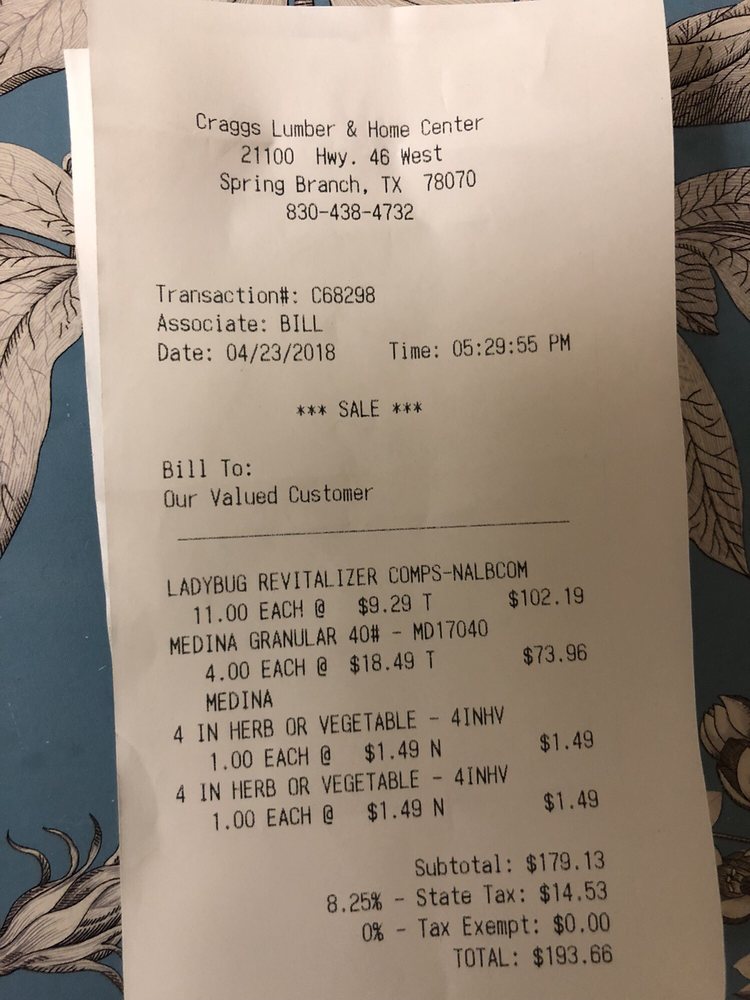 Craggs Lumber & Home Center
21100 Hwy. 46 West
Spring Branch, TX 78070
830-438-4732
Transaction#: C68298
Associate: BILL
Date: 04/23/2018 Time: 05:29:55 PM
*** SALE ***
Bill To:
Our Valued Customer
LADYBUG REVITALIZER COMPS-NALBCOM
11.00 EACH @ $9.29 T $102.19
MEDINA GRANULAR 40# - MD17040
4.00 EACH @ $18.49 T $73.96
MEDINA
4 IN HERB OR VEGETABLE - 4INHV
1.00 EACH @ $1.49 N $1.49
4 IN HERB OR VEGETABLE - 4INHV
1.00 EACH @ $1.49 N $1.49
Subtotal: $179.13
8.25% - State Tax: $14.53
0% - Tax Exempt: $0.00
TOTAL: $193.66